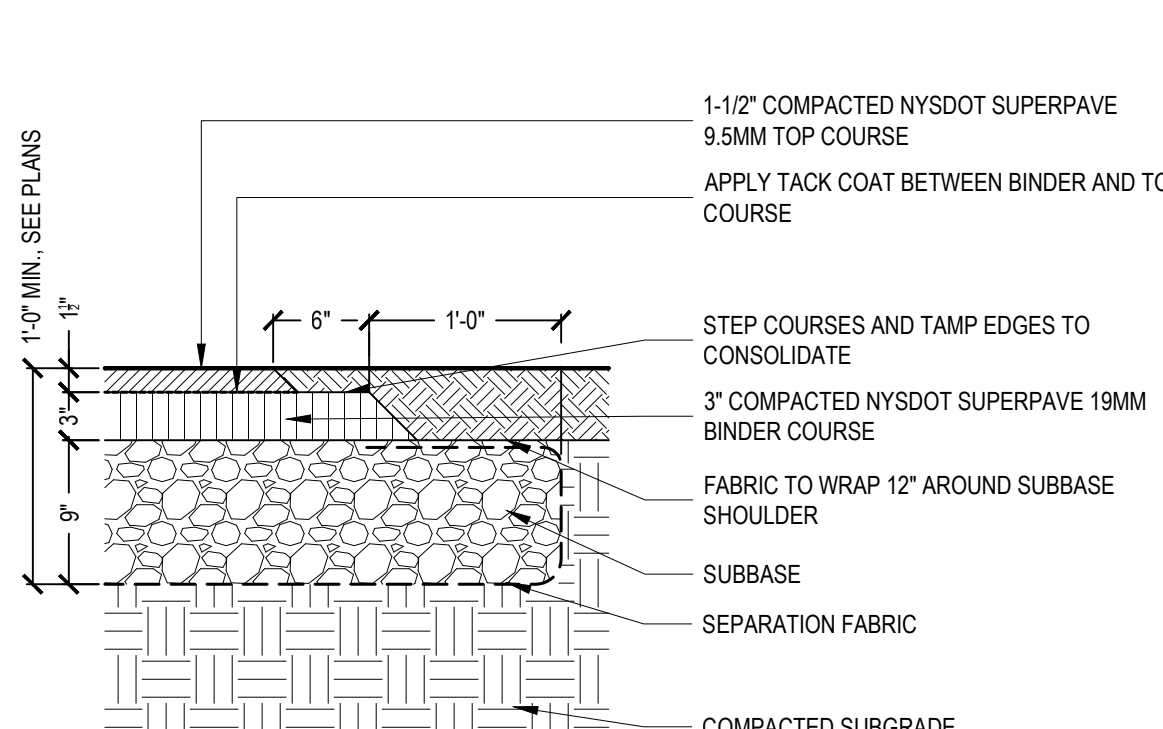 1-1/2" COMPACTED NYSDOT SUPERPAVE
9.5MM TOP COURSE
APPLY TACK COAT BETWEEN BINDER AND
COURSE
1'-0" MIN., SEE PLANS
1½"
6"
1'-0"
STEP COURSES AND TAMP EDGES TO
CONSOLIDATE
3"
3" COMPACTED NYSDOT SUPERPAVE 19MM
BINDER COURSE
FABRIC TO WRAP 12" AROUND SUBBASE
SHOULDER
9"
SUBBASE
SEPARATION FABRIC
COMPACTED SUBGRADE